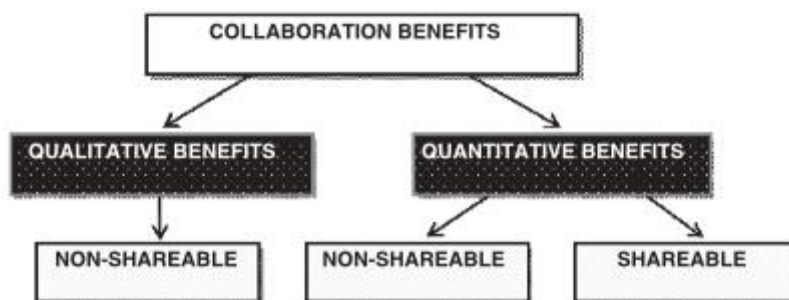 COLLABORATION BENEFITS
QUALITATIVE BENEFITS
QUANTITATIVE BENEFITS
NON-SHAREABLE
NON-SHAREABLE
SHAREABLE